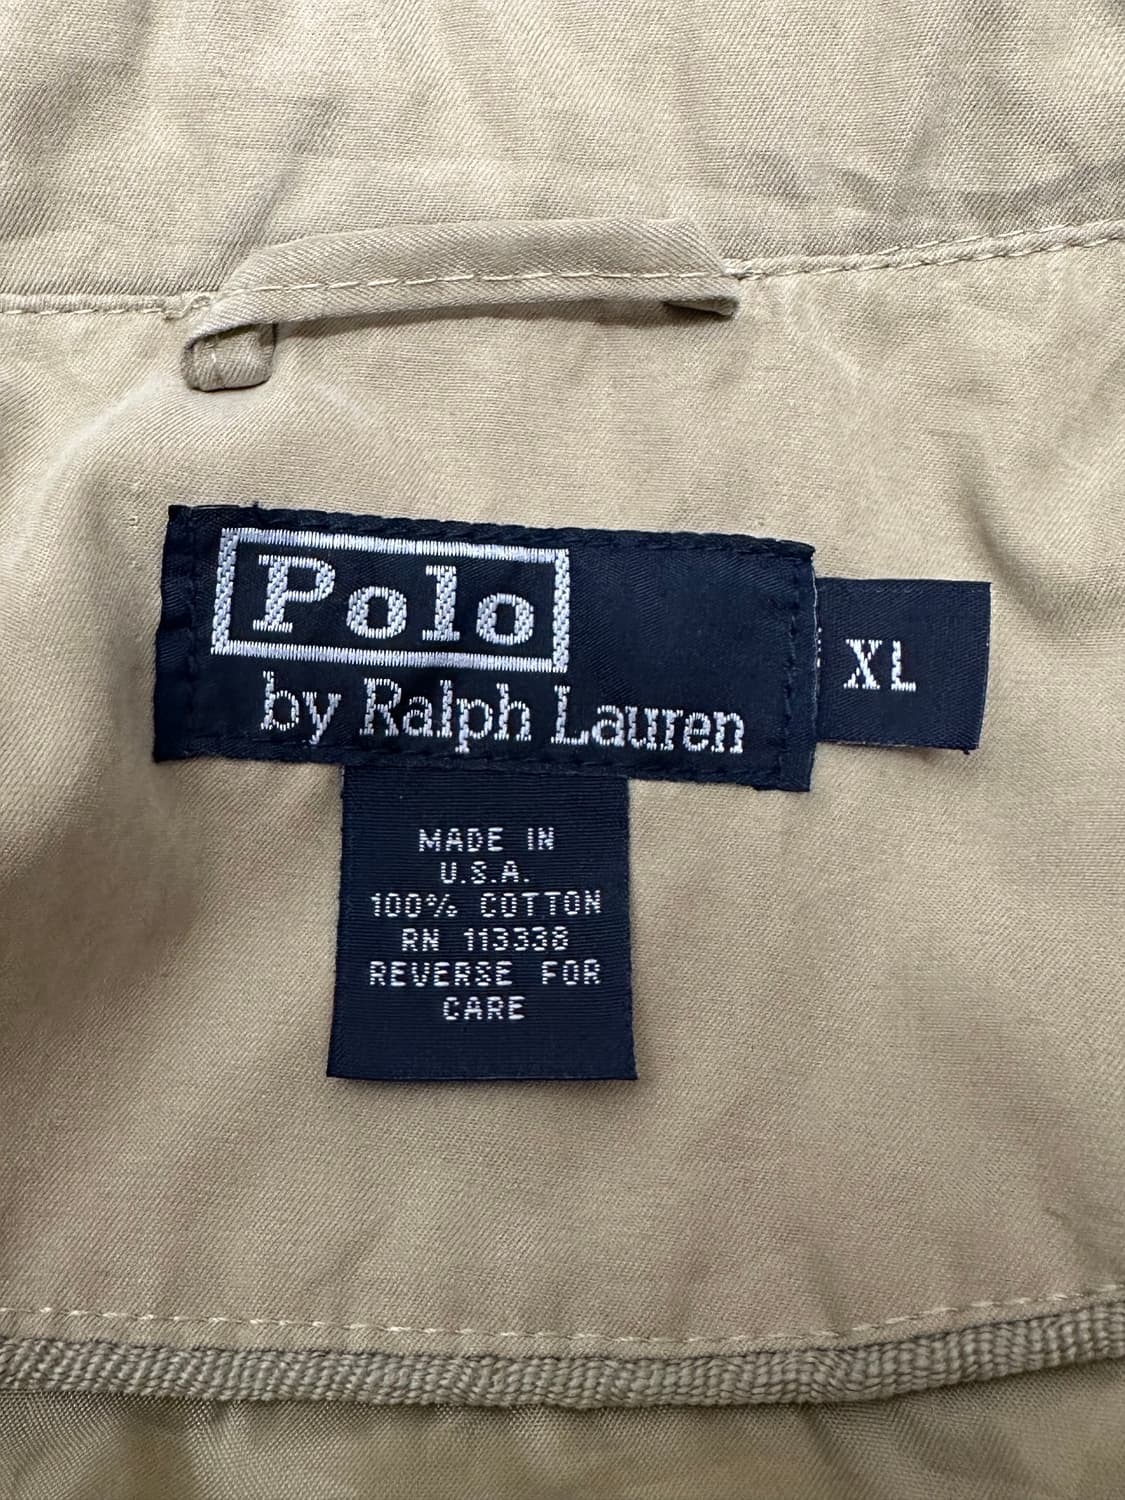 Polo
by Ralph Lauren
XL
MADE IN
U.S.A.
100% COTTON
RN 113338
REVERSE FOR
CARE